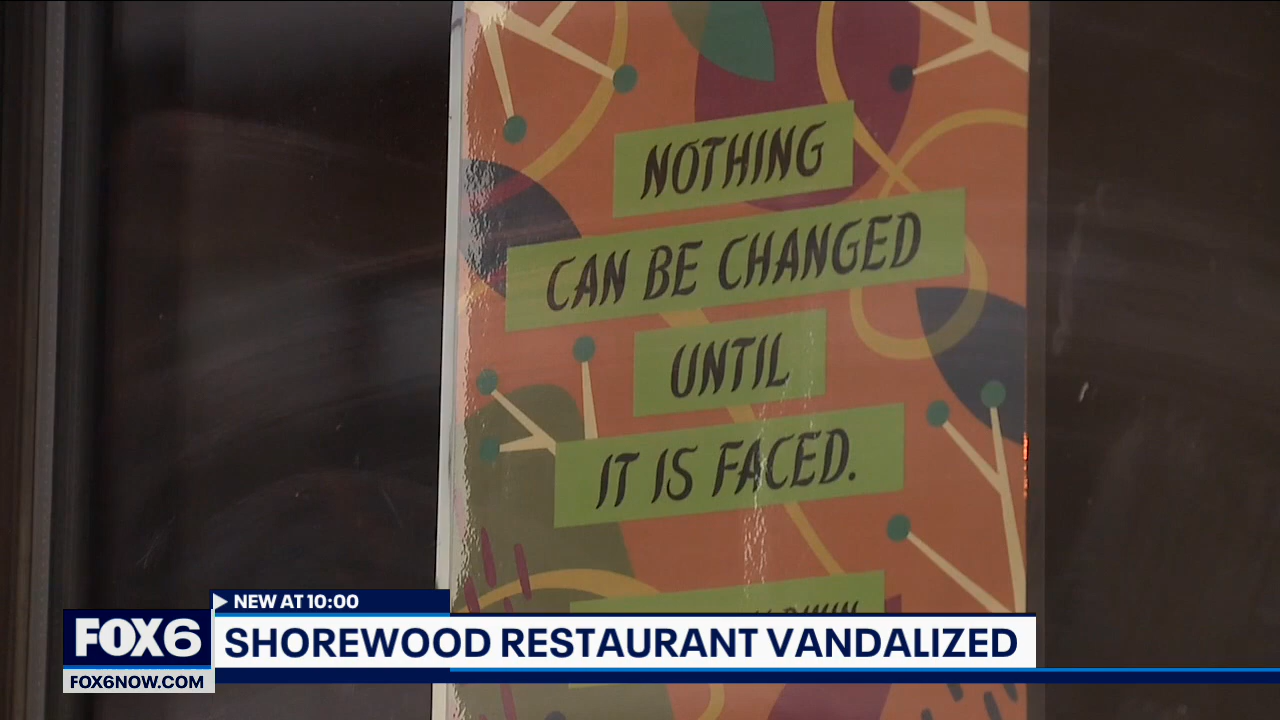 NOTHING
CAN BE CHANGED
UNTIL
IT IS FACED.
NEW AT 10:00
FOX6
SHOREWOOD RESTAURANT VANDALIZED
FOX6NOW.COM